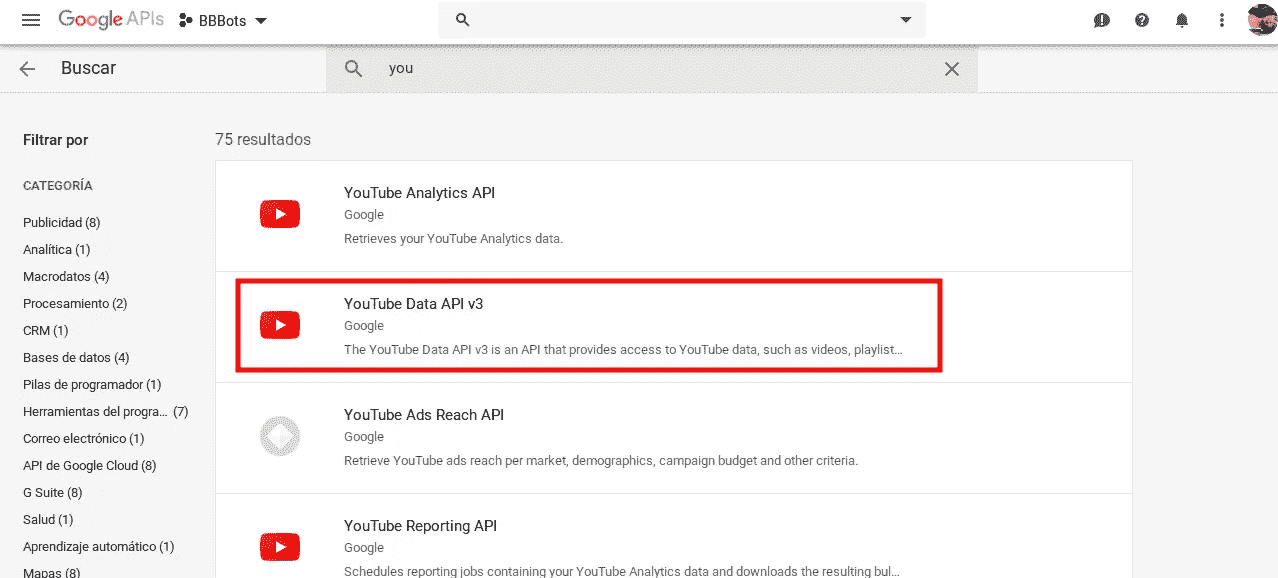 Google APIs BBBots
Buscar you
Filtrar por
CATEGORÍA
Publicidad (8)
Analítica (1)
Macrodatos (4)
Procesamiento (2)
CRM (1)
Bases de datos (4)
Pilas de programador (1)
Herramientas del progra... (7)
Correo electrónico (1)
API de Google Cloud (8)
G Suite (8)
Salud (1)
Aprendizaje automático (1)
Mapas (8)
75 resultados
YouTube Analytics API
Google
Retrieves your YouTube Analytics data.
YouTube Data API v3
Google
The YouTube Data API v3 is an API that provides access to YouTube data, such as videos, playlist...
YouTube Ads Reach API
Google
Retrieve YouTube ads reach per market, demographics, campaign budget and other criteria.
YouTube Reporting API
Google
Schedules reporting jobs containing your YouTube Analytics data and downloads the resulting bul...